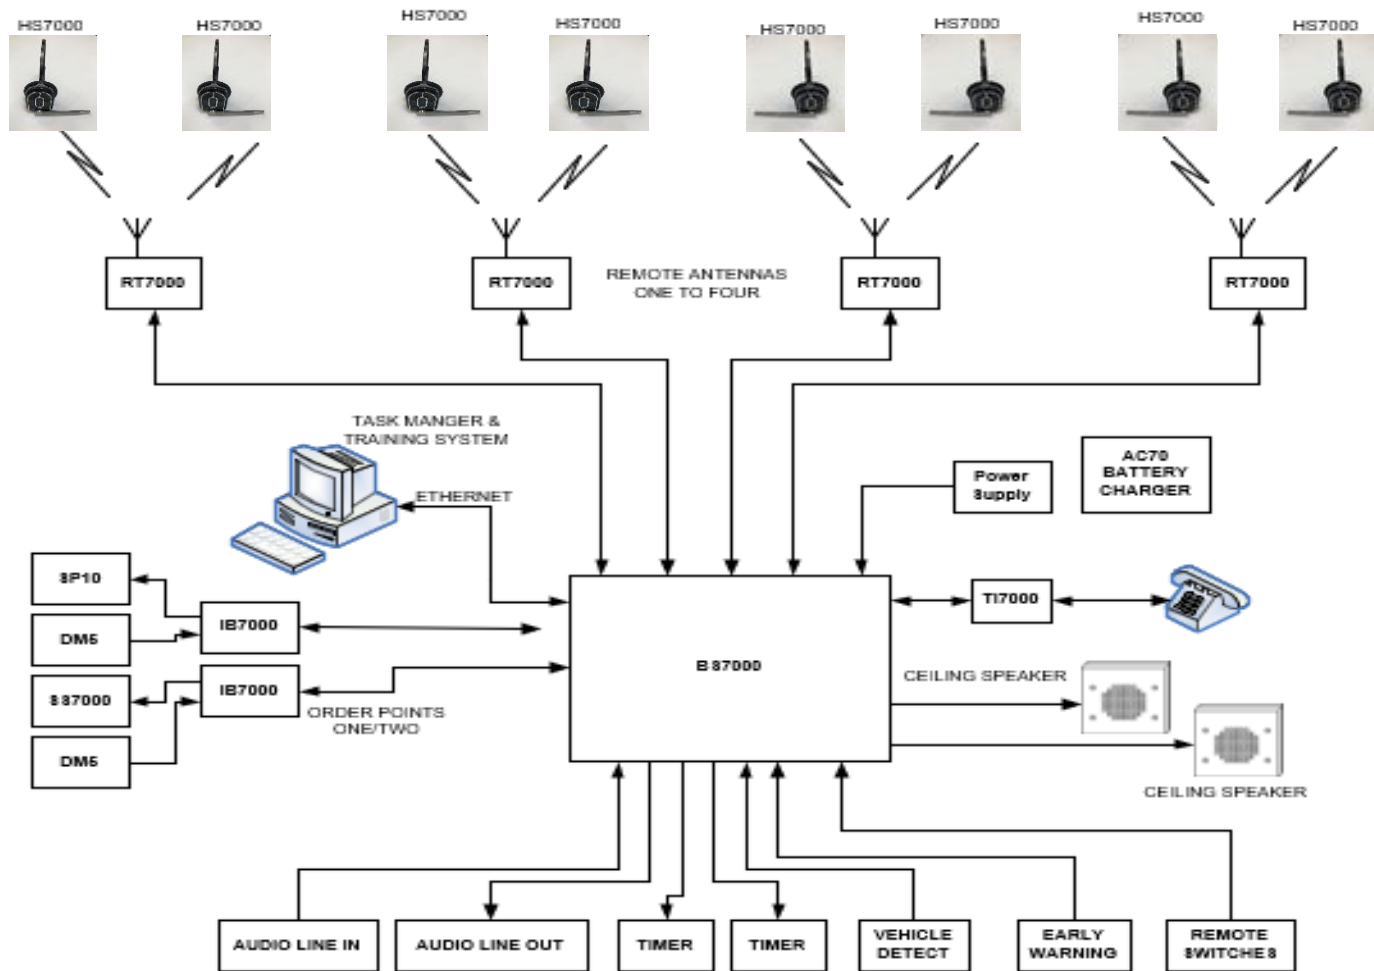 HS7000
HS7000
HS7000
HS7000
HS7000
HS7000
HS7000
HS7000
RT7000
RT7000
REMOTE ANTENNAS
ONE TO FOUR
RT7000
RT7000
TASK MANGER &
TRAINING SYSTEM
ETHERNET
Power
Supply
AC70
BATTERY
CHARGER
SP10
DM5
IB7000
SS7000
DM5
IB7000
ORDER POINTS
ONE/TWO
BS7000
TI7000
CEILING SPEAKER
CEILING SPEAKER
AUDIO LINE IN
AUDIO LINE OUT
TIMER
TIMER
VEHICLE
DETECT
EARLY
WARNING
REMOTE
SWITCHES